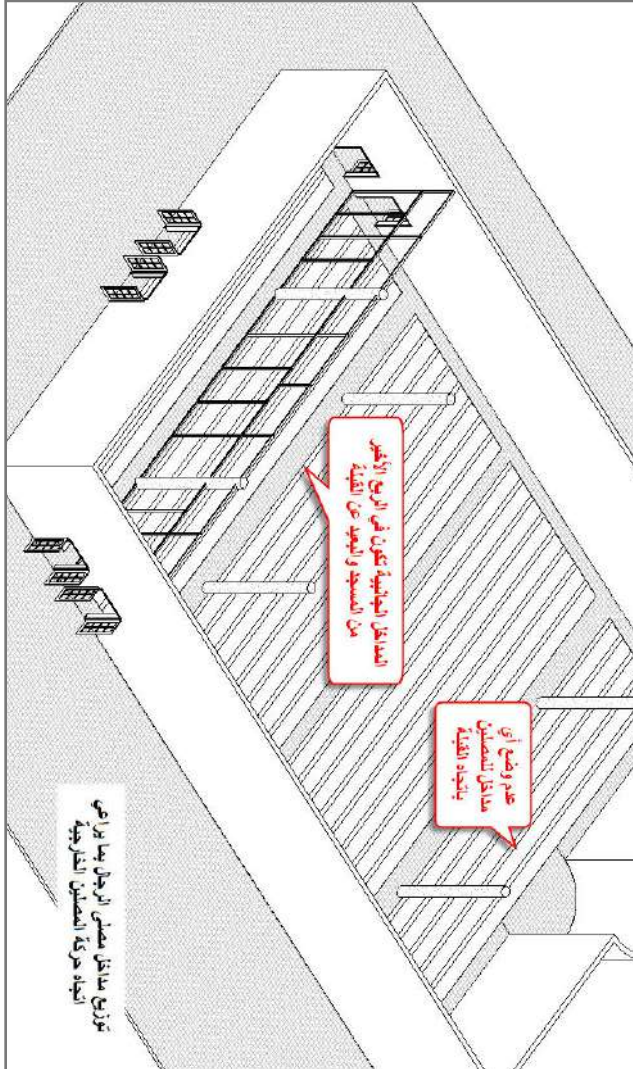 المداخل الجانبية تكون في الربع الأخير
من المسجد والبعيد عن القبلة
عدم وضع أي
مداخل للمصلين
باتجاه القبلة
توزيع مداخل مصلى الرجال بما يراعي
اتجاه حركة المصلين الخارجية